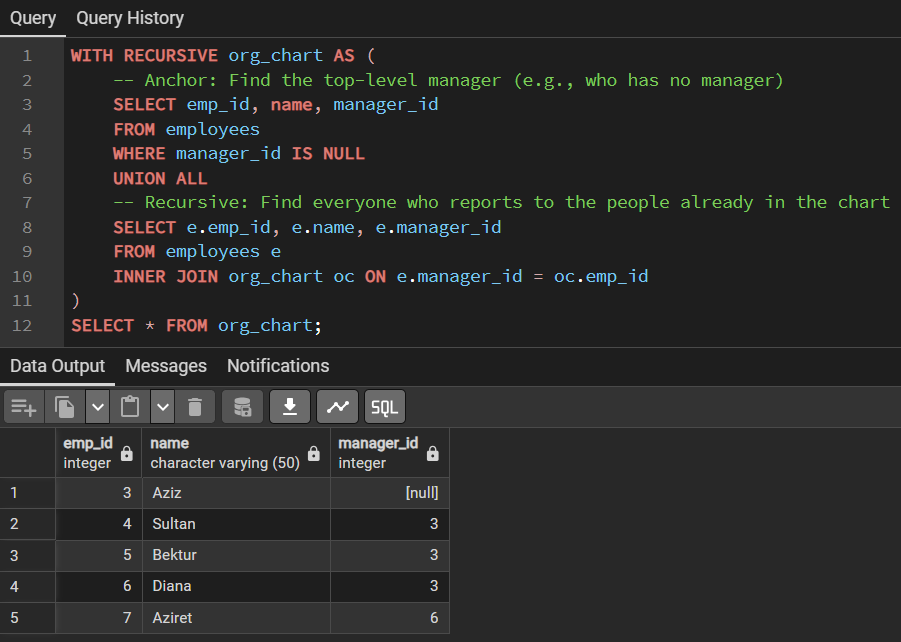 Query Query History
1 WITH RECURSIVE org_chart AS (
2 -- Anchor: Find the top-level manager (e.g., who has no manager)
3 SELECT emp_id, name, manager_id
4 FROM employees
5 WHERE manager_id IS NULL
6 UNION ALL
7 -- Recursive: Find everyone who reports to the people already in the chart
8 SELECT e.emp_id, e.name, e.manager_id
9 FROM employees e
10 INNER JOIN org_chart oc ON e.manager_id = oc.emp_id
11 )
12 SELECT * FROM org_chart;
Data Output Messages Notifications
SQL
emp_id name manager_id
integer character varying (50) integer
1 3 Aziz [null]
2 4 Sultan 3
3 5 Bektur 3
4 6 Diana 3
5 7 Aziret 6